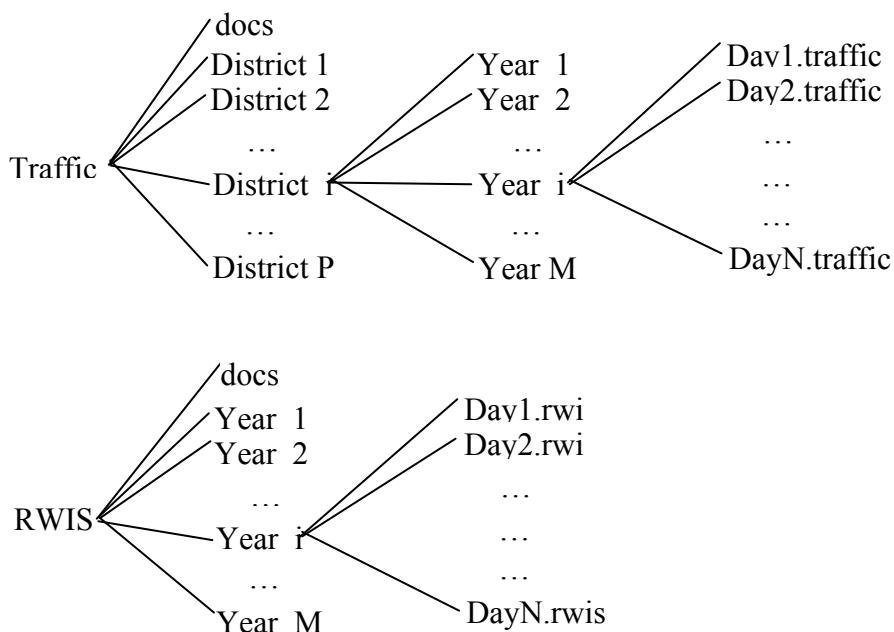 docs
District 1
District 2
…
District i
…
District P
Traffic
Year 1
Year 2
…
Year i
…
Year M
Day1.traffic
Day2.traffic
…
…
…
DayN.traffic
docs
Year 1
Year 2
…
Year i
…
Year M
RWIS
Day1.rwi
Day2.rwi
…
…
…
DayN.rwis